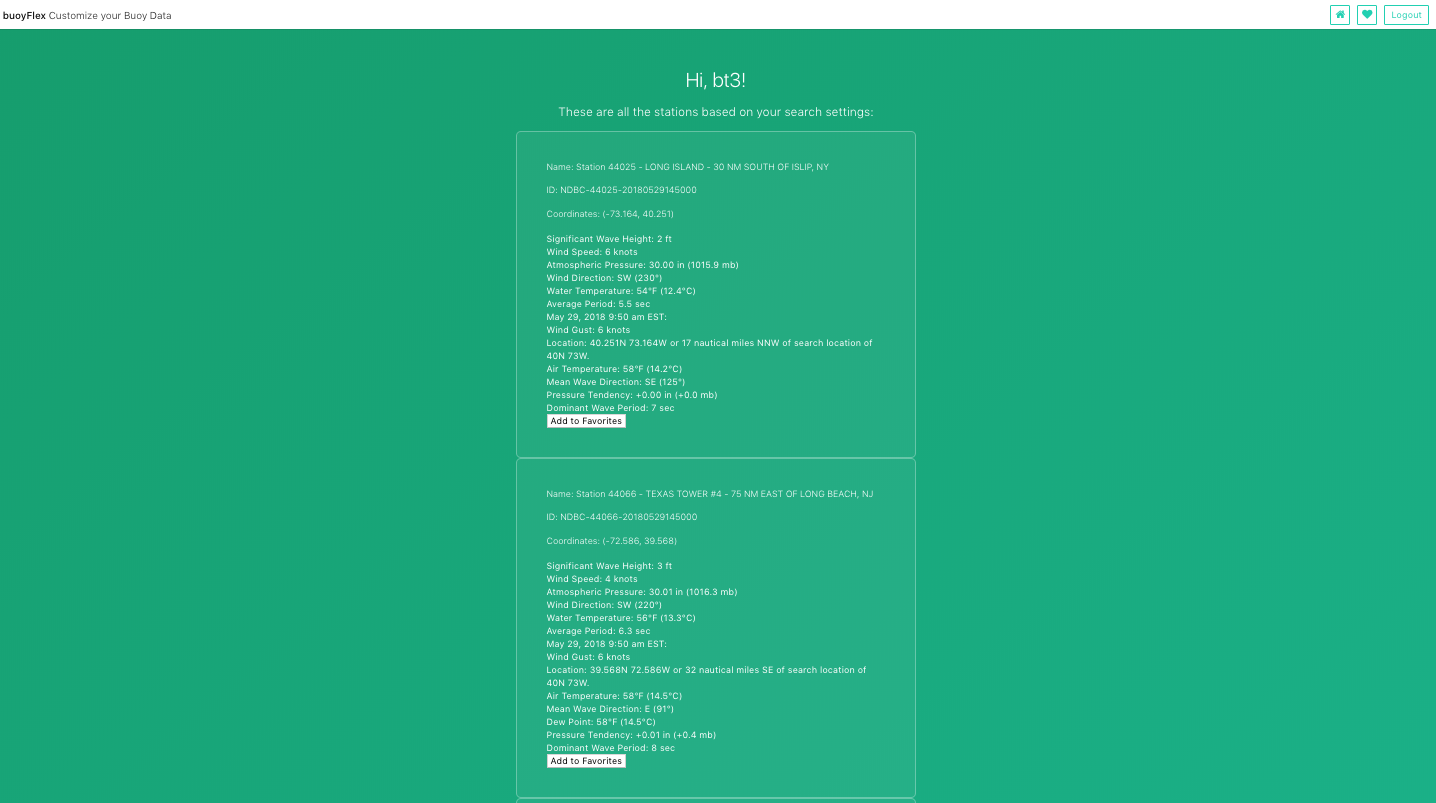 buoyFlex Customize your Buoy Data
Logout
Hi, bt3!
These are all the stations based on your search settings:
Name: Station 44025 - LONG ISLAND - 30 NM SOUTH OF ISLIP, NY
ID: NDBC-44025-20180529145000
Coordinates: (-73.164, 40.251)
Significant Wave Height: 2 ft
Wind Speed: 6 knots
Atmospheric Pressure: 30.00 in (1015.9 mb)
Wind Direction: SW (230°)
Water Temperature: 54°F (12.4°C)
Average Period: 5.5 sec
May 29, 2018 9:50 am EST:
Wind Gust: 6 knots
Location: 40.251N 73.164W or 17 nautical miles NNW of search location of
40N 73W.
Air Temperature: 58°F (14.2°C)
Mean Wave Direction: SE (125°)
Pressure Tendency: +0.00 in (+0.0 mb)
Dominant Wave Period: 7 sec
Add to Favorites
Name: Station 44066 - TEXAS TOWER #4 - 75 NM EAST OF LONG BEACH, NJ
ID: NDBC-44066-20180529145000
Coordinates: (-72.586, 39.568)
Significant Wave Height: 3 ft
Wind Speed: 4 knots
Atmospheric Pressure: 30.01 in (1016.3 mb)
Wind Direction: SW (220°)
Water Temperature: 56°F (13.3°C)
Average Period: 6.3 sec
May 29, 2018 9:50 am EST:
Wind Gust: 6 knots
Location: 39.568N 72.586W or 32 nautical miles SE of search location of
40N 73W.
Air Temperature: 58°F (14.5°C)
Mean Wave Direction: E (91°)
Dew Point: 58°F (14.5°C)
Pressure Tendency: +0.01 in (+0.4 mb)
Dominant Wave Period: 8 sec
Add to Favorites